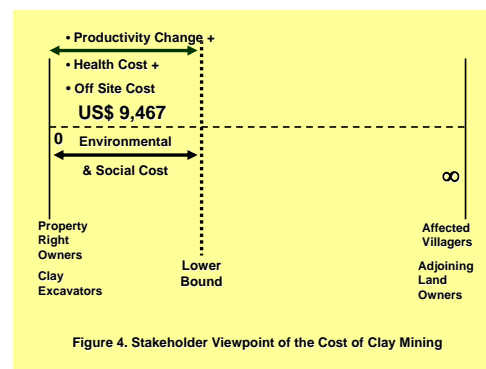 • Productivity Change +
• Health Cost +
• Off Site Cost
US$ 9,467
0 Environmental
& Social Cost
∞
Property
Right
Owners
Clay
Excavators
Lower
Bound
Affected
Villagers
Adjoining
Land
Owners
Figure 4. Stakeholder Viewpoint of the Cost of Clay Mining